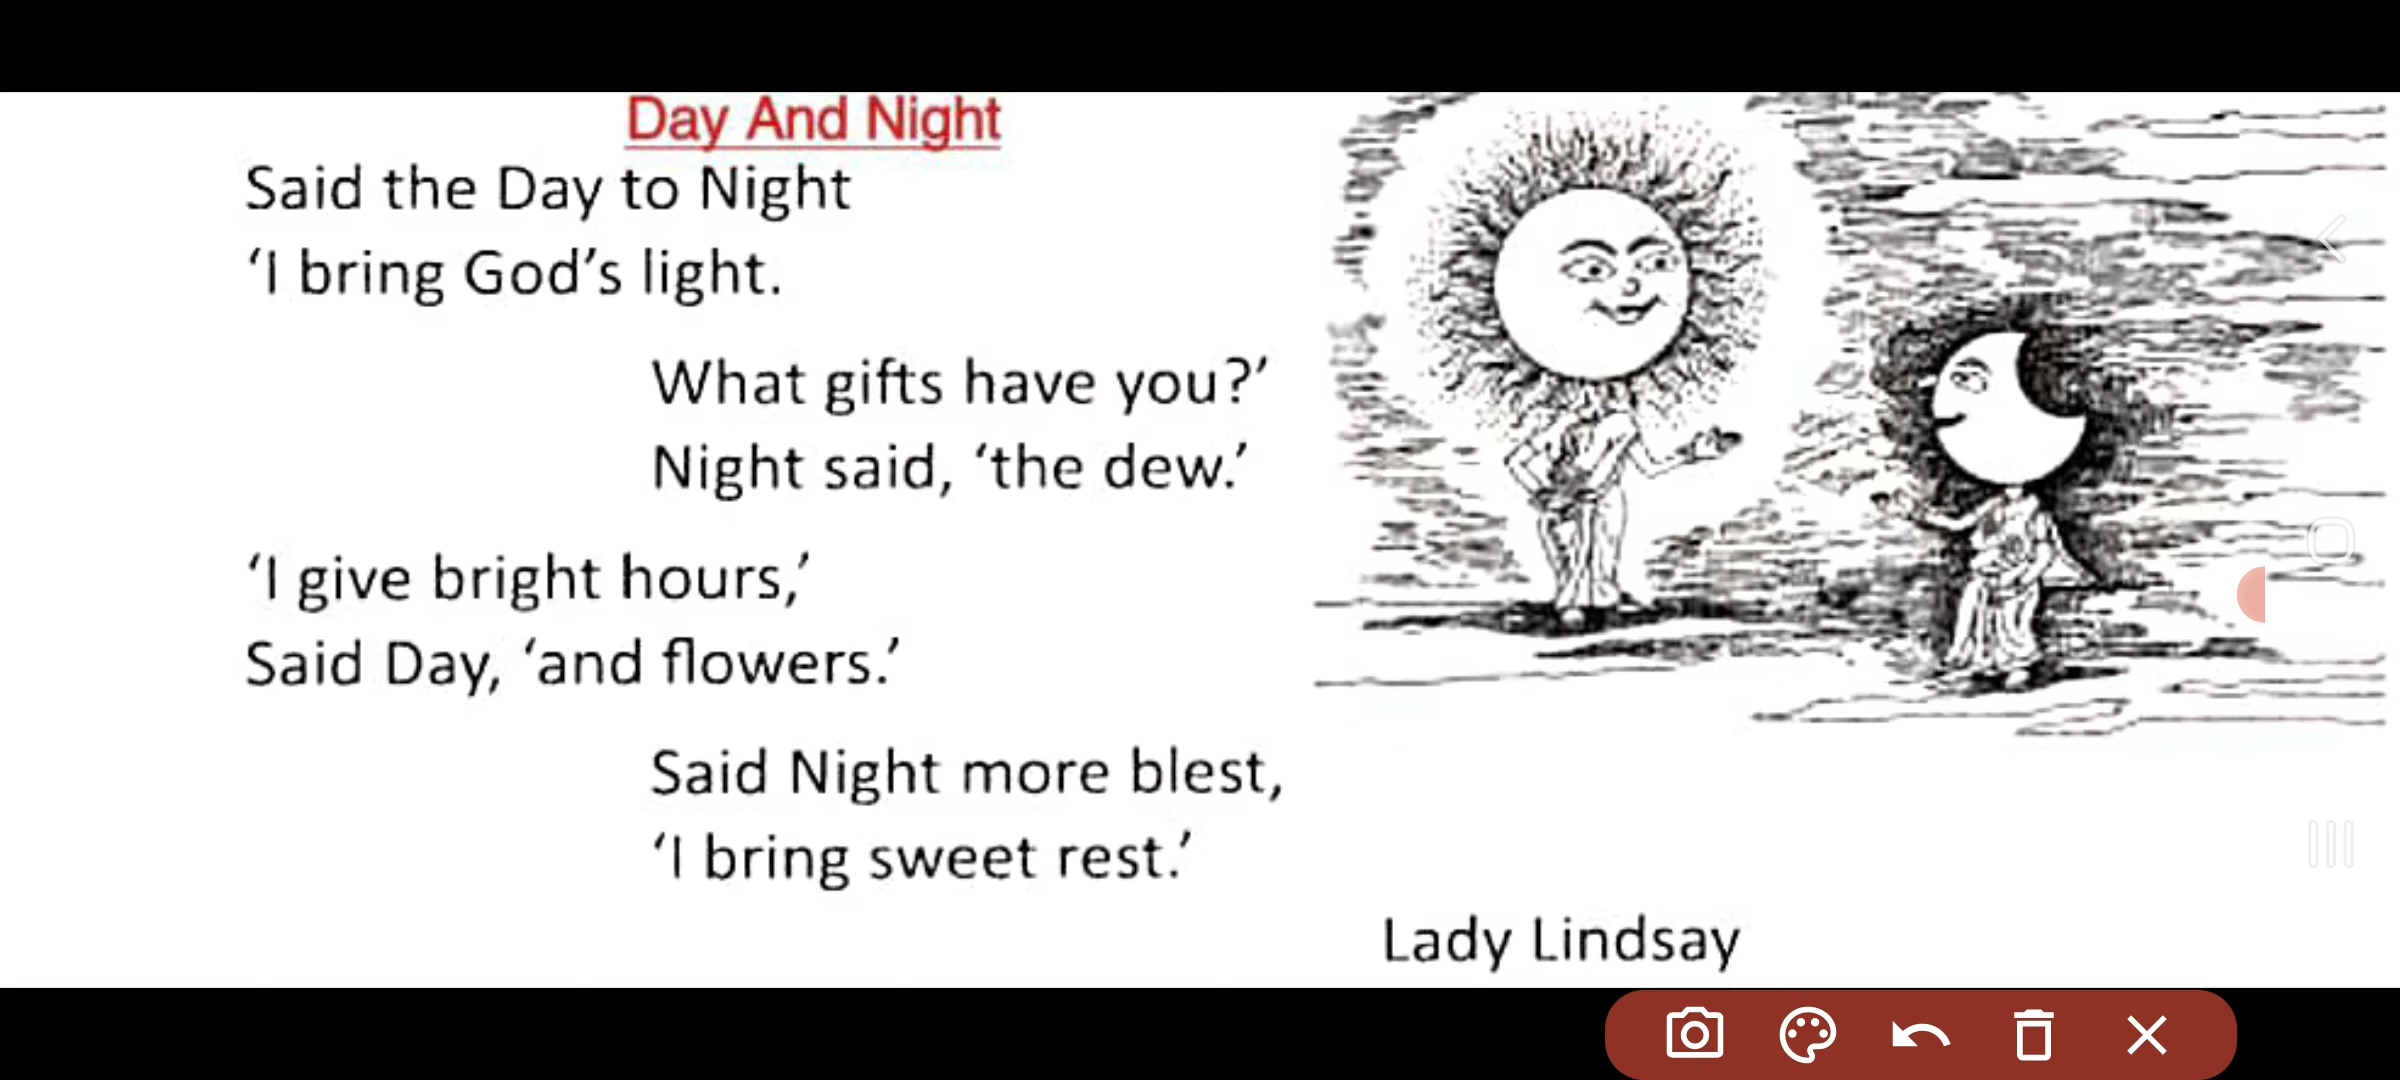 Day And Night
Said the Day to Night
‘I bring God’s light.
What gifts have you?’
Night said, ‘the dew.’
‘I give bright hours,’
Said Day, ‘and flowers.’
Said Night more blest,
‘I bring sweet rest.’
Lady Lindsay